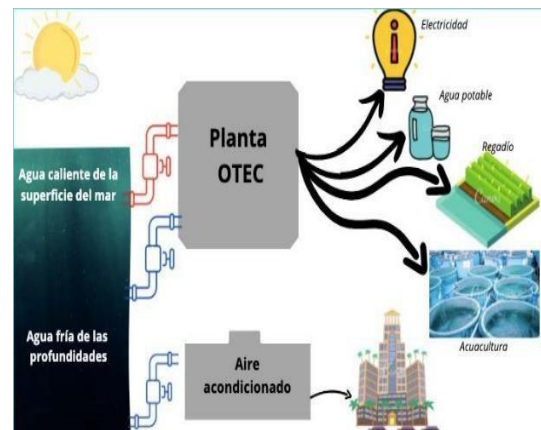 Electricidad
Agua potable
Planta
OTEC
Regadío
Agua caliente de la
superficie del mar
Canva
Acuacultura
Agua fría de las
profundidades
Aire
acondicionado